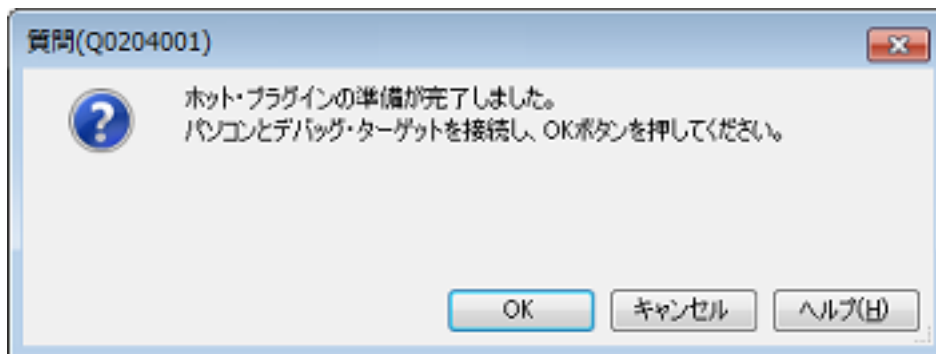 質問(Q0204001)
ホット・プラグインの準備が完了しました。
パソコンとデバッグ・ターゲットを接続し、OKボタンを押してください。
OK
キャンセル
ヘルプ(H)